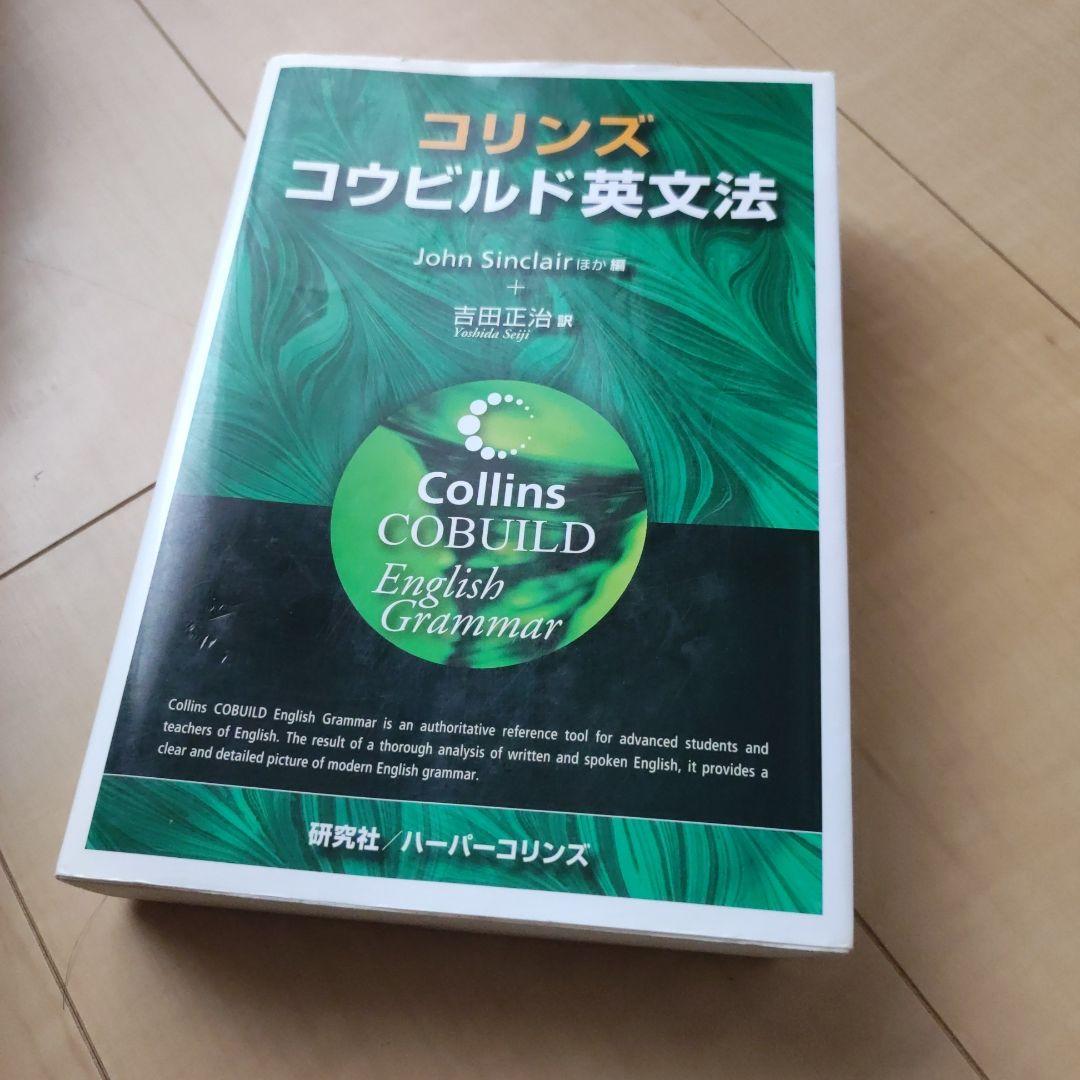 コリンズ
コウビルド英文法
John Sinclair ほか 編
+
吉田正治 訳
Yoshida Seiji
Collins
COBUILD
English
Grammar
Collins COBUILD English Grammar is an authoritative reference tool for advanced students and
teachers of English. The result of a thorough analysis of written and spoken English, it provides a
clear and detailed picture of modern English grammar.
研究社/ハーパーコリンズ